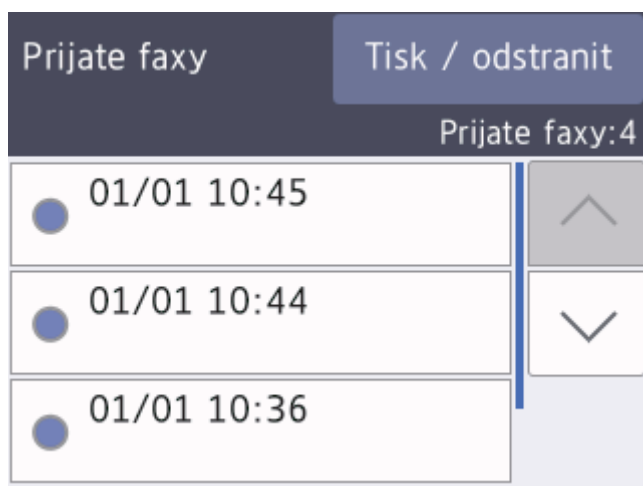 Prijate faxy
Tisk / odstranit
Prijate faxy:4
01/01 10:45
01/01 10:44
01/01 10:36